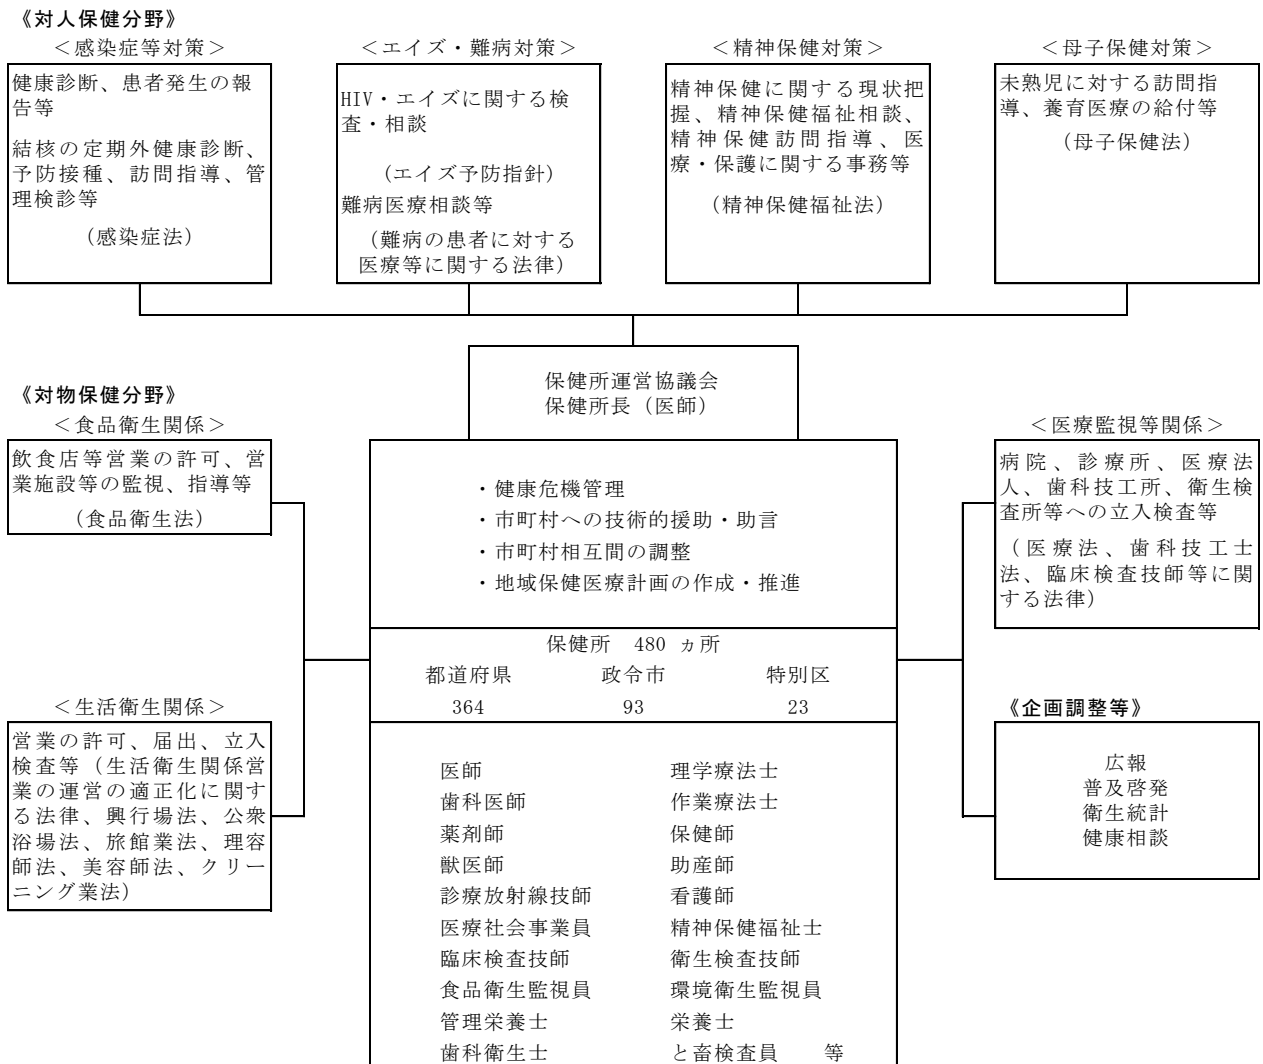 《対人保健分野》
＜感染症等対策＞
健康診断、患者発生の報
告等
結核の定期外健康診断、
予防接種、訪問指導、管
理検診等
（感染症法）
＜エイズ・難病対策＞
HIV・エイズに関する検
査・相談
（エイズ予防指針）
難病医療相談等
（難病の患者に対する
医療等に関する法律）
＜精神保健対策＞
精神保健に関する現状把
握、精神保健福祉相談、
精神保健訪問指導、医
療・保護に関する事務等
（精神保健福祉法）
＜母子保健対策＞
未熟児に対する訪問指
導、養育医療の給付等
（母子保健法）
保健所運営協議会
保健所長（医師）
《対物保健分野》
＜食品衛生関係＞
飲食店等営業の許可、営
業施設等の監視、指導等
（食品衛生法）
＜生活衛生関係＞
営業の許可、届出、立入
検査等（生活衛生関係営
業の運営の適正化に関す
る法律、興行場法、公衆
浴場法、旅館業法、理容
師法、美容師法、クリー
ニング業法）
・健康危機管理
・市町村への技術的援助・助言
・市町村相互間の調整
・地域保健医療計画の作成・推進
保健所　480 ヵ所
都道府県　政令市　特別区
364　93　23
医師　理学療法士
歯科医師　作業療法士
薬剤師　保健師
獣医師　助産師
診療放射線技師　看護師
医療社会事業員　精神保健福祉士
臨床検査技師　衛生検査技師
食品衛生監視員　環境衛生監視員
管理栄養士　栄養士
歯科衛生士　と畜検査員　等
＜医療監視等関係＞
病院、診療所、医療法
人、歯科技工所、衛生検
査所等への立入検査等
（医療法、歯科技工士
法、臨床検査技師等に関
する法律）
《企画調整等》
広報
普及啓発
衛生統計
健康相談